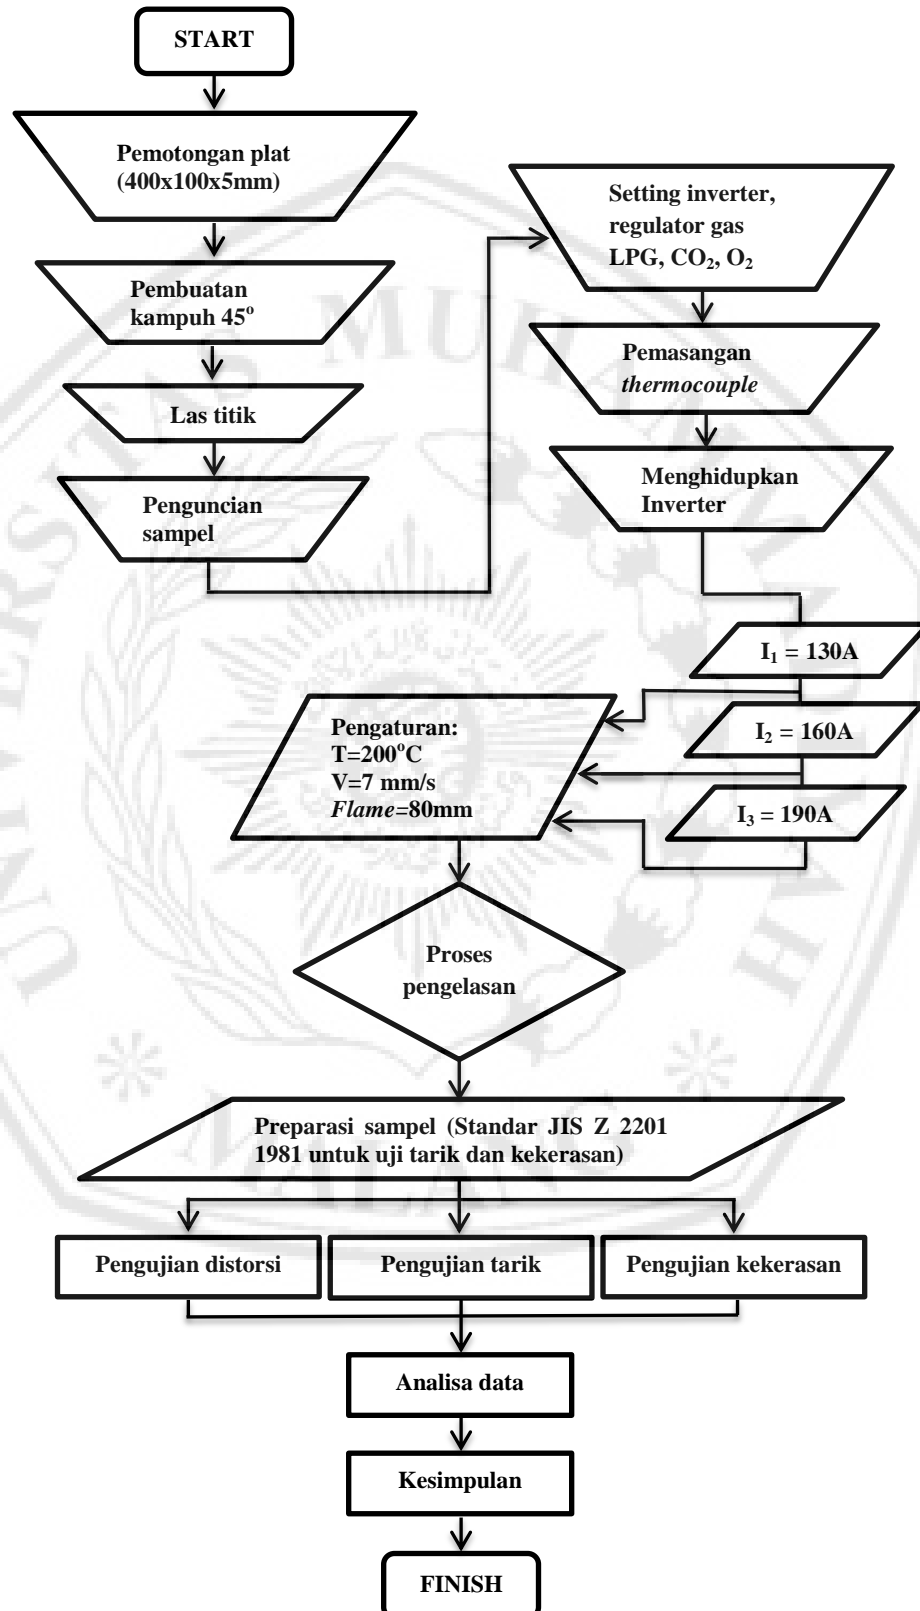 START
Pemotongan plat
(400x100x5mm)
Pembuatan
kampuh 45°
Las titik
Penguncian
sampel
Setting inverter,
regulator gas
LPG, CO₂, O₂
Pemasangan
thermocouple
Menghidupkan
Inverter
I₁ = 130A
I₂ = 160A
I₃ = 190A
Pengaturan:
T=200°C
V=7 mm/s
Flame=80mm
Proses
pengelasan
Preparasi sampel (Standar JIS Z 2201
1981 untuk uji tarik dan kekerasan)
Pengujian distorsi
Pengujian tarik
Pengujian kekerasan
Analisa data
Kesimpulan
FINISH
UNIVERSITAS MUHAMMADIYAH
MALANG